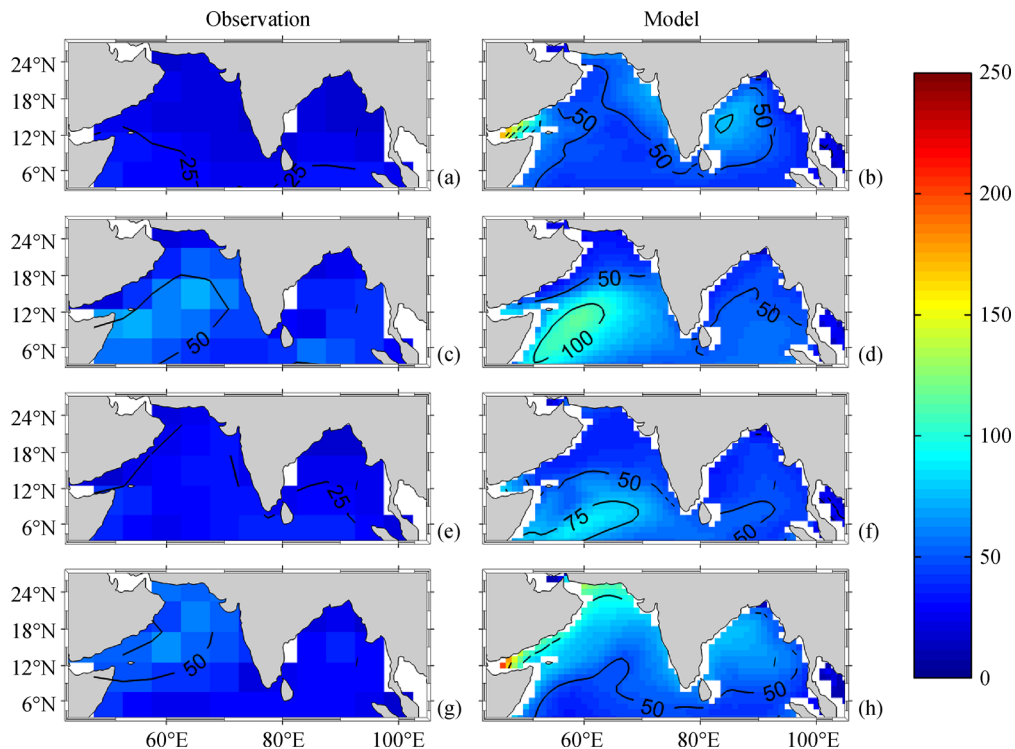 Observation Model
24°N 250
18°N 50 50
12°N 50
6°N 25 25 (a) (b) 200
24°N
18°N 50
12°N 50 150
6°N 50 (c) 100 (d)
24°N 100
18°N
12°N 25 50
6°N (e) 75 50 (f) 50
24°N
18°N
12°N 50
6°N (g) 50 50 (h) 0
60°E 80°E 100°E 60°E 80°E 100°E